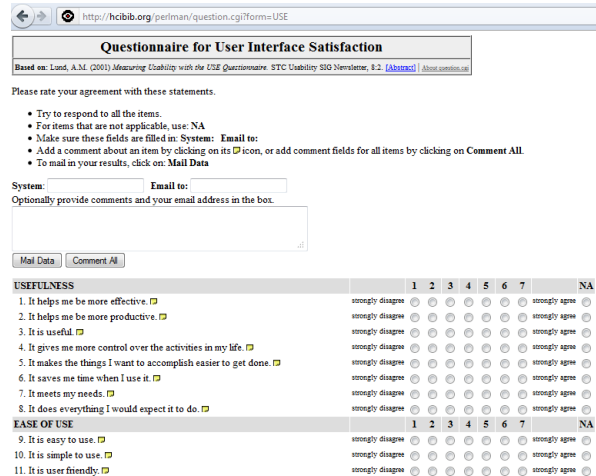 http://hcibib.org/perlman/question.cgi?form=USE
Questionnaire for User Interface Satisfaction
Based on: Lund, A.M. (2001) Measuring Usability with the USE Questionnaire. STC Usability SIG Newsletter, 8:2. [Abstract] | About question.cgi
Please rate your agreement with these statements.
• Try to respond to all the items.
• For items that are not applicable, use: NA
• Make sure these fields are filled in: System: Email to:
• Add a comment about an item by clicking on its icon, or add comment fields for all items by clicking on Comment All.
• To mail in your results, click on: Mail Data
System: Email to:
Optionally provide comments and your email address in the box.
Mail Data Comment All
USEFULNESS 1 2 3 4 5 6 7 NA
1. It helps me be more effective. strongly disagree strongly agree
2. It helps me be more productive. strongly disagree strongly agree
3. It is useful. strongly disagree strongly agree
4. It gives me more control over the activities in my life. strongly disagree strongly agree
5. It makes the things I want to accomplish easier to get done. strongly disagree strongly agree
6. It saves me time when I use it. strongly disagree strongly agree
7. It meets my needs. strongly disagree strongly agree
8. It does everything I would expect it to do. strongly disagree strongly agree
EASE OF USE 1 2 3 4 5 6 7 NA
9. It is easy to use. strongly disagree strongly agree
10. It is simple to use. strongly disagree strongly agree
11. It is user friendly. strongly disagree strongly agree